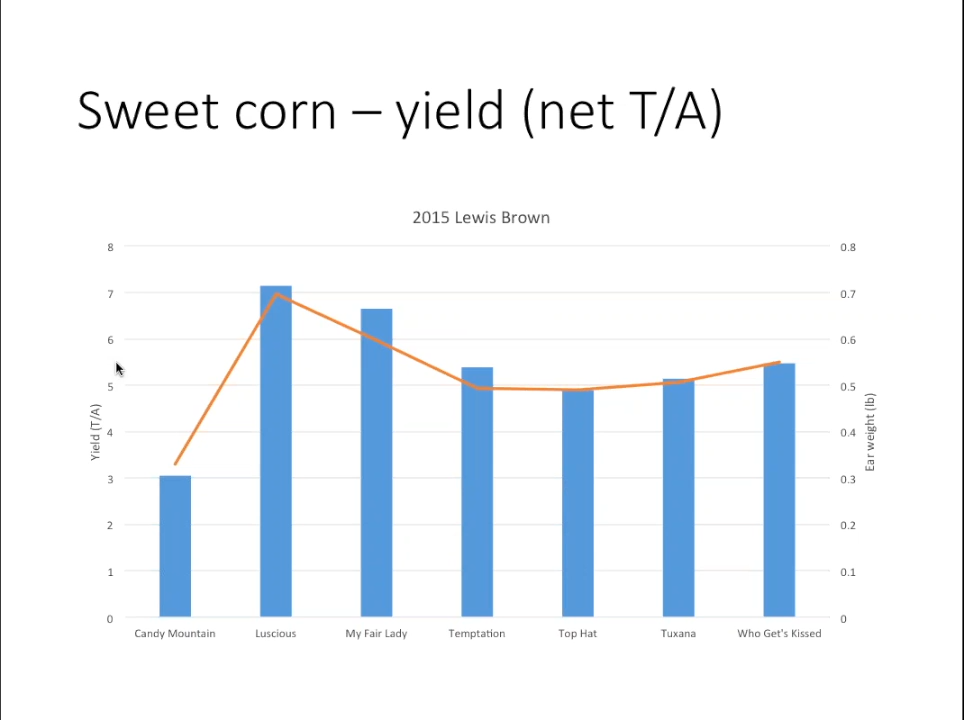 Sweet corn – yield (net T/A)
2015 Lewis Brown
8
7
6
5
4
3
2
1
0
Yield (T/A)
0.8
0.7
0.6
0.5
0.4
0.3
0.2
0.1
0
Ear weight (lb)
Candy Mountain
Luscious
My Fair Lady
Temptation
Top Hat
Tuxana
Who Get's Kissed